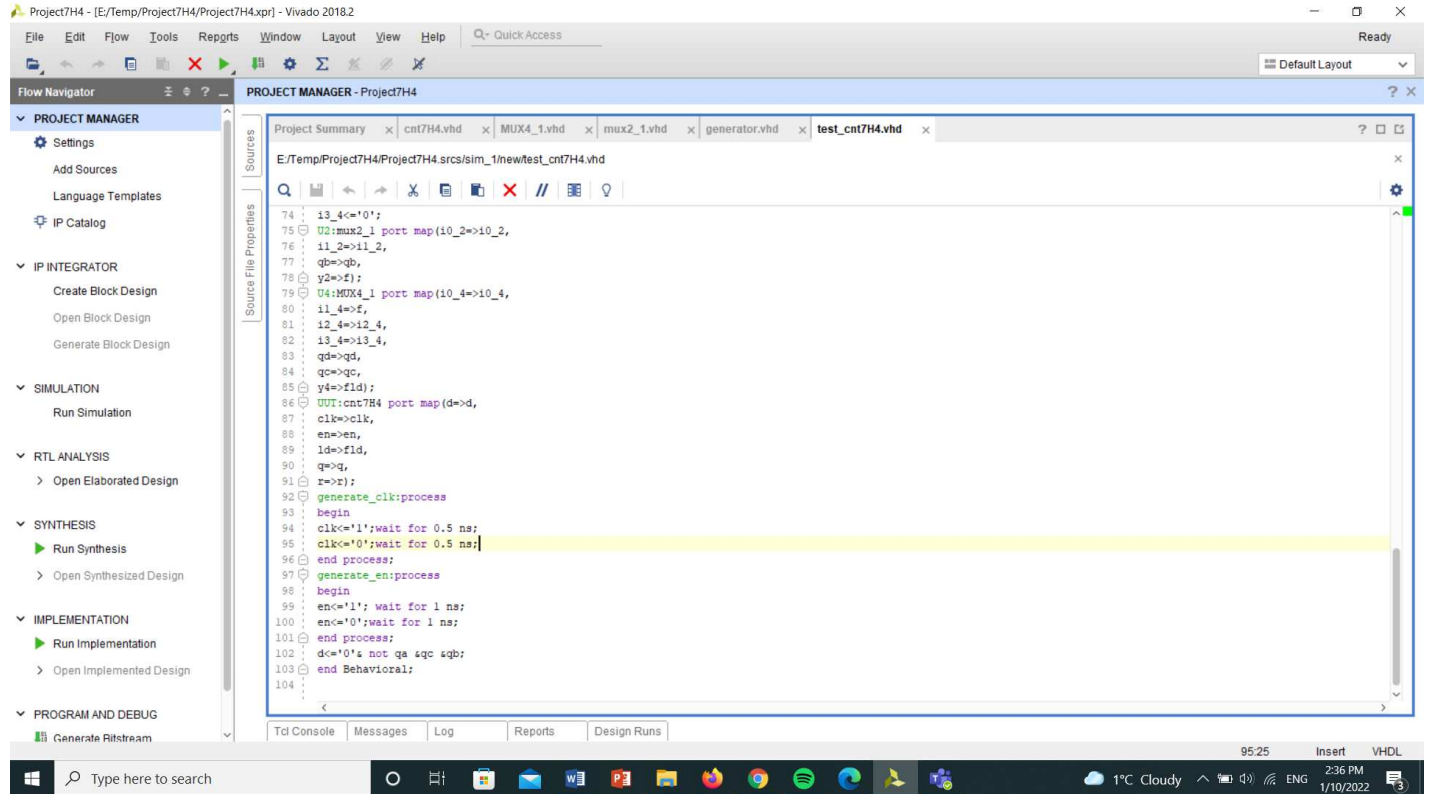 Project7H4 - [E:/Temp/Project7H4/Project7H4.xpr] - Vivado 2018.2
File Edit Flow Tools Reports Window Layout View Help Q- Quick Access Ready
Default Layout
Flow Navigator ? PROJECT MANAGER - Project7H4 ?
PROJECT MANAGER
Settings
Add Sources
Language Templates
IP Catalog
IP INTEGRATOR
Create Block Design
Open Block Design
Generate Block Design
SIMULATION
Run Simulation
RTL ANALYSIS
Open Elaborated Design
SYNTHESIS
Run Synthesis
Open Synthesized Design
IMPLEMENTATION
Run Implementation
Open Implemented Design
PROGRAM AND DEBUG
Generate Bitstream
Sources
Source File Properties
Project Summary cnt7H4.vhd MUX4_1.vhd mux2_1.vhd generator.vhd test_cnt7H4.vhd ?
E:/Temp/Project7H4/Project7H4.srcs/sim_1/new/test_cnt7H4.vhd
74 i3_4<='0';
75 U2:mux2_1 port map(i0_2=>i0_2,
76 i1_2=>i1_2,
77 qb=>qb,
78 y2=>f);
79 U4:MUX4_1 port map(i0_4=>i0_4,
80 i1_4=>f,
81 i2_4=>i2_4,
82 i3_4=>i3_4,
83 qd=>qd,
84 qc=>qc,
85 y4=>fld);
86 UUT:cnt7H4 port map(d=>d,
87 clk=>clk,
88 en=>en,
89 ld=>fld,
90 q=>q,
91 r=>r);
92 generate_clk:process
93 begin
94 clk<='1';wait for 0.5 ns;
95 clk<='0';wait for 0.5 ns;
96 end process;
97 generate_en:process
98 begin
99 en<='1'; wait for 1 ns;
100 en<='0';wait for 1 ns;
101 end process;
102 d<='0'& not qa &qc &qb;
103 end Behavioral;
104
Tcl Console Messages Log Reports Design Runs
95:25 Insert VHDL
Type here to search
1°C Cloudy ENG 2:36 PM
1/10/2022
3